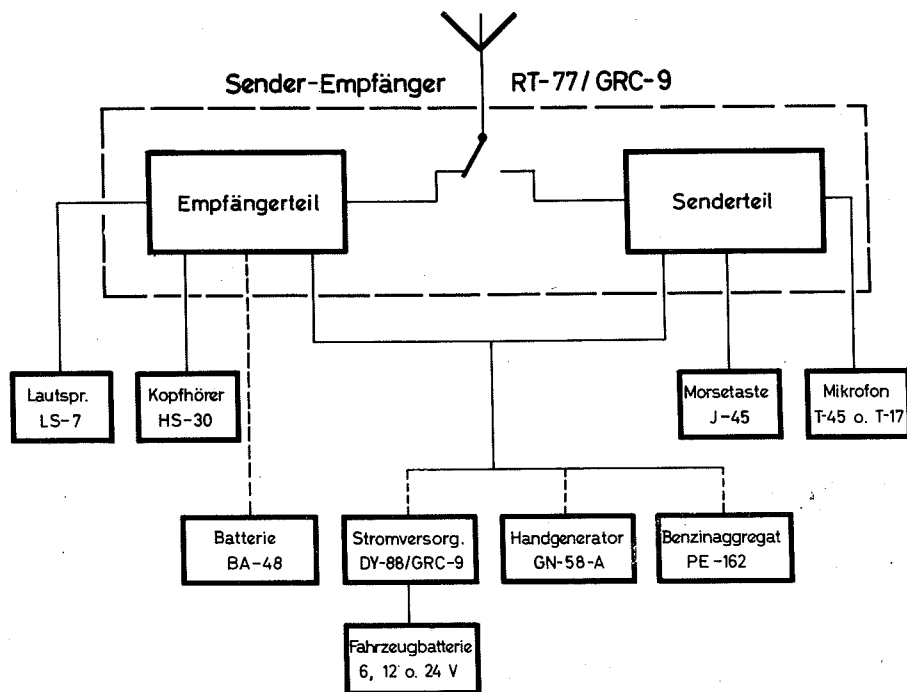 Sender-Empfänger RT-77/GRC-9
Empfängerteil
Senderteil
Lautspr.
LS-7
Kopfhörer
HS-30
Morsetaste
J-45
Mikrofon
T-45 o. T-17
Batterie
BA-48
Stromversorg.
DY-88/GRC-9
Handgenerator
GN-58-A
Benzinaggregat
PE-162
Fahrzeugbatterie
6, 12 o. 24 V